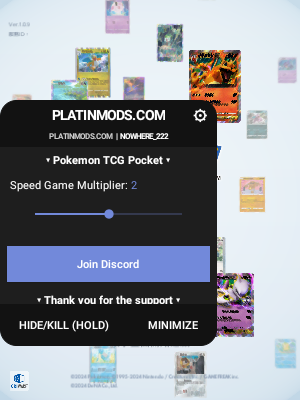 PLATINMODS.COM
PLATINMODS.COM | NOWHERE_222
▾ Pokemon TCG Pocket ▾
Speed Game Multiplier: 2
Join Discord
▾ Thank you for the support ▾
HIDE/KILL (HOLD)
MINIMIZE